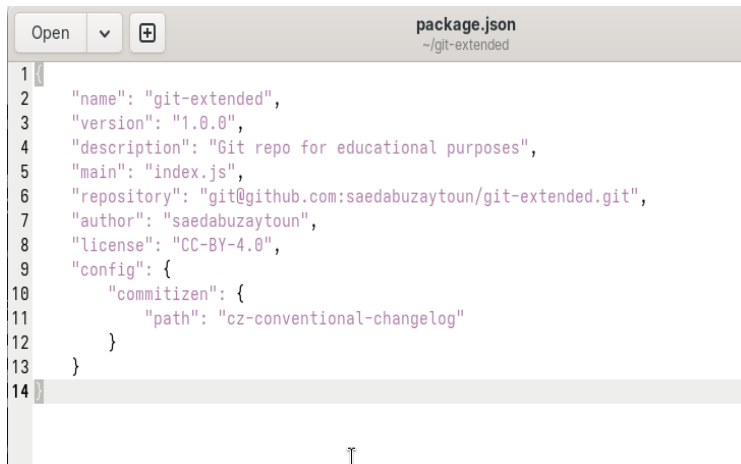 Open
package.json
~/git-extended
1 {
2 "name": "git-extended",
3 "version": "1.0.0",
4 "description": "Git repo for educational purposes",
5 "main": "index.js",
6 "repository": "git@github.com:saedabuzaytoun/git-extended.git",
7 "author": "saedabuzaytoun",
8 "license": "CC-BY-4.0",
9 "config": {
10 "commitizen": {
11 "path": "cz-conventional-changelog"
12 }
13 }
14 }